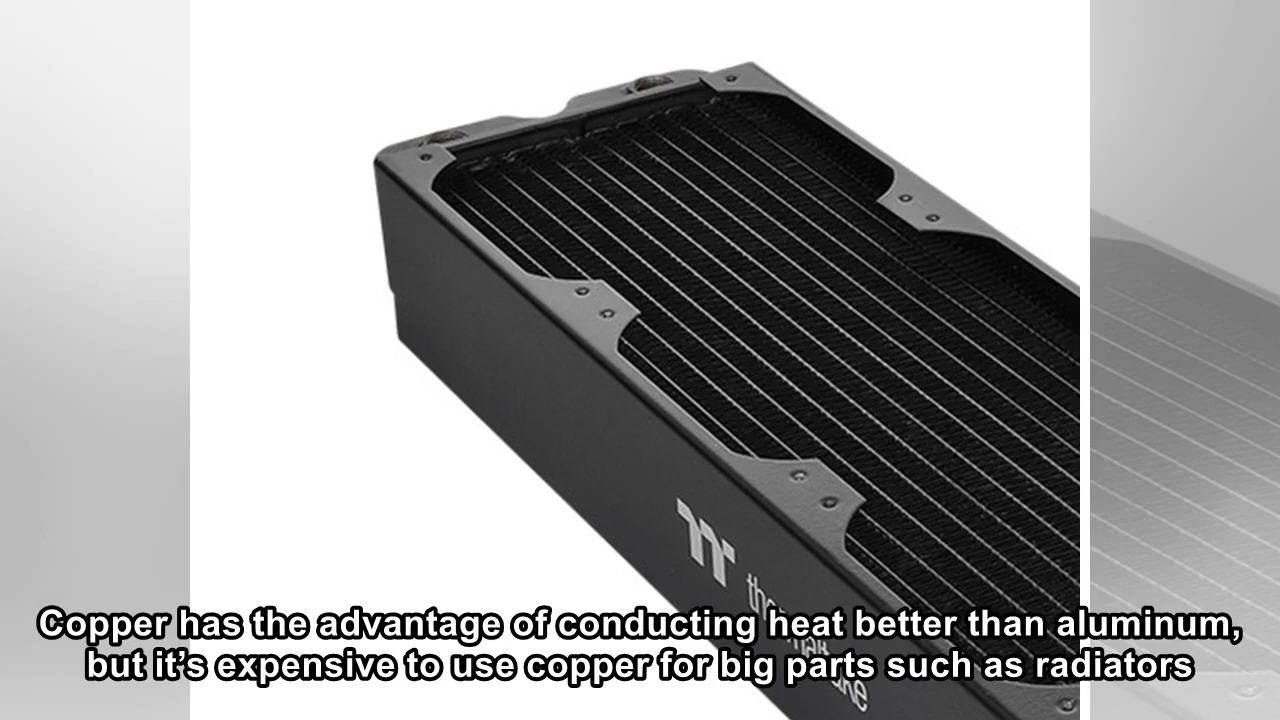 Copper has the advantage of conducting heat better than aluminum,
but it’s expensive to use copper for big parts such as radiators